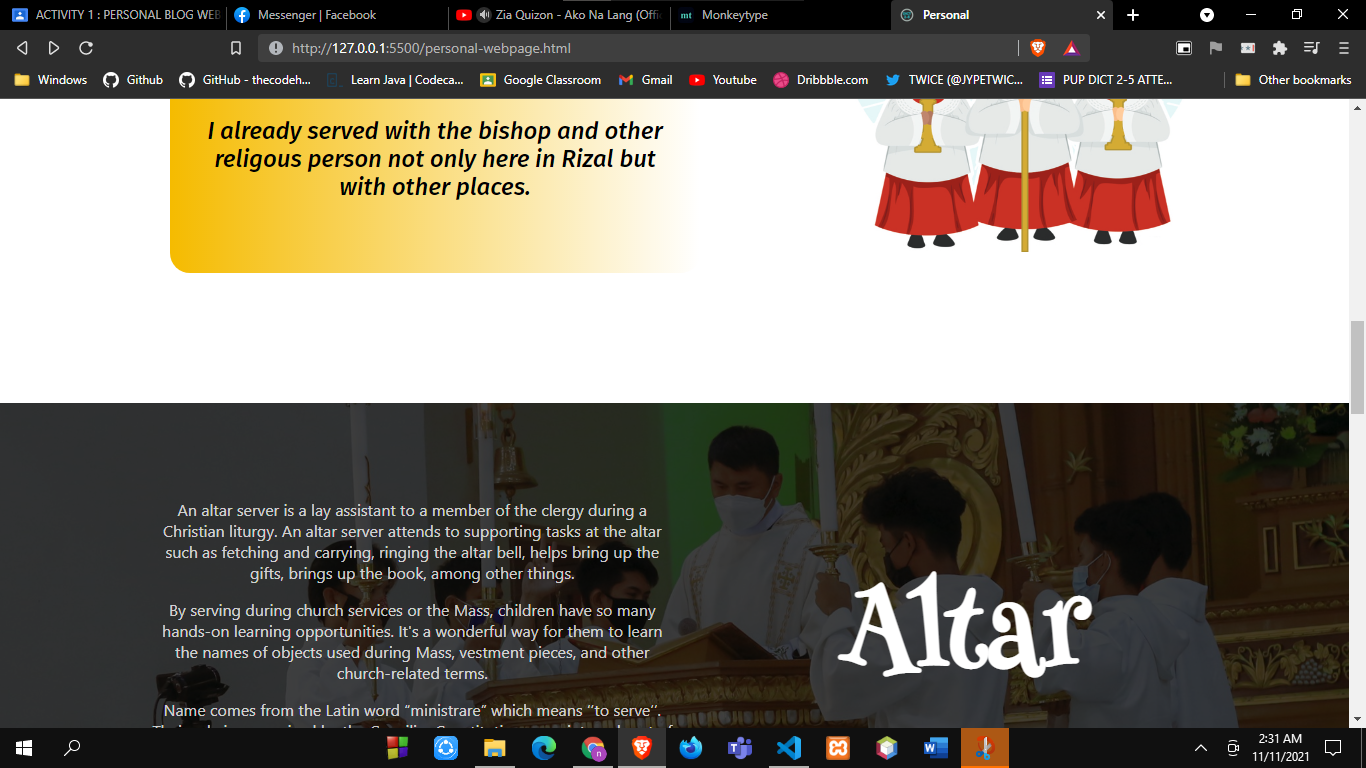 ACTIVITY 1 : PERSONAL BLOG WEB
Messenger | Facebook
Zia Quizon - Ako Na Lang (Offi
mt Monkeytype
Personal
http://127.0.0.1:5500/personal-webpage.html
Windows
Github
GitHub - thecodeh...
Learn Java | Codeca...
Google Classroom
Gmail
Youtube
Dribbble.com
TWICE (@JYPETWIC...
PUP DICT 2-5 ATTE...
Other bookmarks
I already served with the bishop and other
religous person not only here in Rizal but
with other places.
An altar server is a lay assistant to a member of the clergy during a
Christian liturgy. An altar server attends to supporting tasks at the altar
such as fetching and carrying, ringing the altar bell, helps bring up the
gifts, brings up the book, among other things.
By serving during church services or the Mass, children have so many
hands-on learning opportunities. It's a wonderful way for them to learn
the names of objects used during Mass, vestment pieces, and other
church-related terms.
Name comes from the Latin word “ministrare” which means ‘’to serve’’.
Altar
2:31 AM
11/11/2021